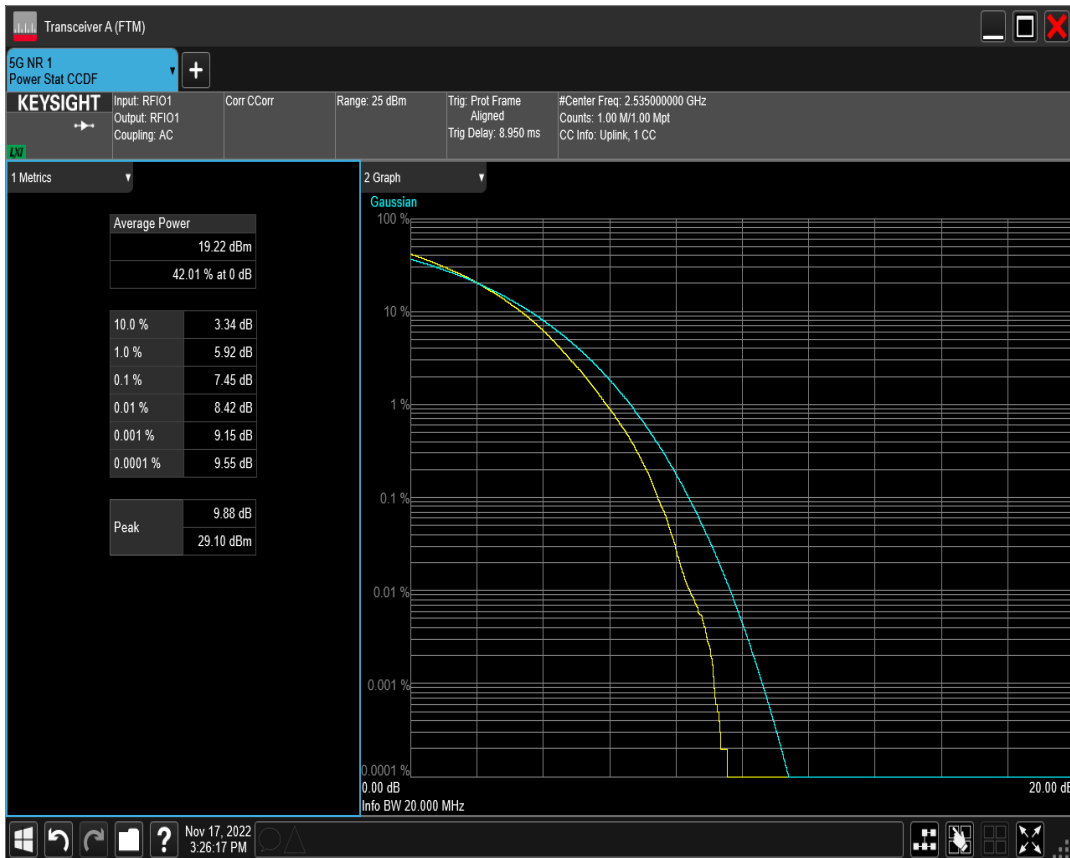 Transceiver A (FTM)
5G NR 1
Power Stat CCDF
+
KEYSIGHT
LXI
Input: RFIO1
Output: RFIO1
Coupling: AC
Corr CCorr
Range: 25 dBm
Trig: Prot Frame
Aligned
Trig Delay: 8.950 ms
#Center Freq: 2.535000000 GHz
Counts: 1.00 M/1.00 Mpt
CC Info: Uplink, 1 CC
1 Metrics
Average Power
19.22 dBm
42.01 % at 0 dB
10.0 % 3.34 dB
1.0 % 5.92 dB
0.1 % 7.45 dB
0.01 % 8.42 dB
0.001 % 9.15 dB
0.0001 % 9.55 dB
Peak 9.88 dB
29.10 dBm
2 Graph
Gaussian
100 %
10 %
1 %
0.1 %
0.01 %
0.001 %
0.0001 %
0.00 dB 20.00 dB
Info BW 20.000 MHz
?
Nov 17, 2022
3:26:17 PM